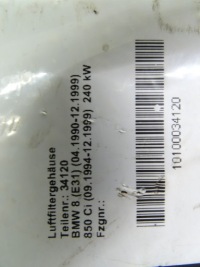 Luftfiltergehäuse
Teilenr.: 34120
BMW 8 (E31) (04.1990-12.1999)
850 Ci (09.1994-12.1999) 240 kW
Fzgnr.:
10100034120